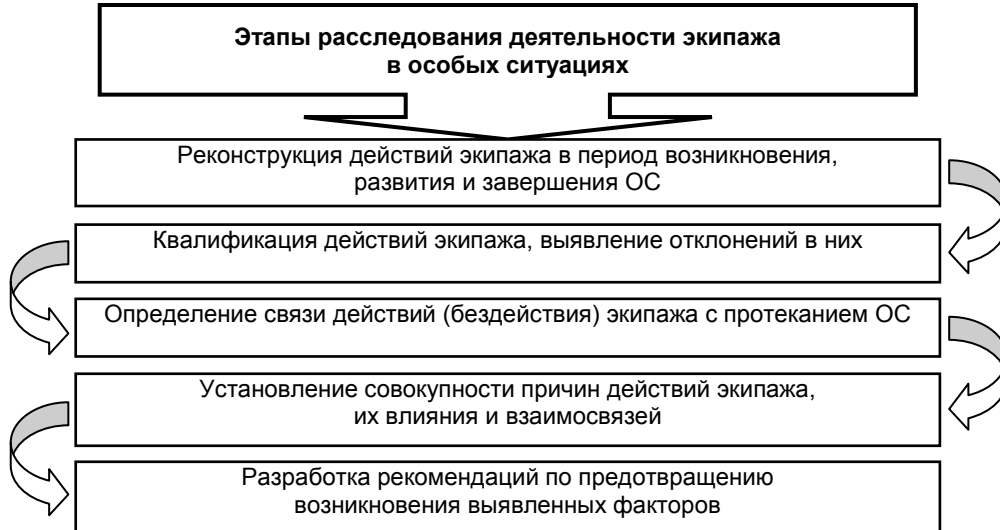 Этапы расследования деятельности экипажа
в особых ситуациях
Реконструкция действий экипажа в период возникновения,
развития и завершения ОС
Квалификация действий экипажа, выявление отклонений в них
Определение связи действий (бездействия) экипажа с протеканием ОС
Установление совокупности причин действий экипажа,
их влияния и взаимосвязей
Разработка рекомендаций по предотвращению
возникновения выявленных факторов